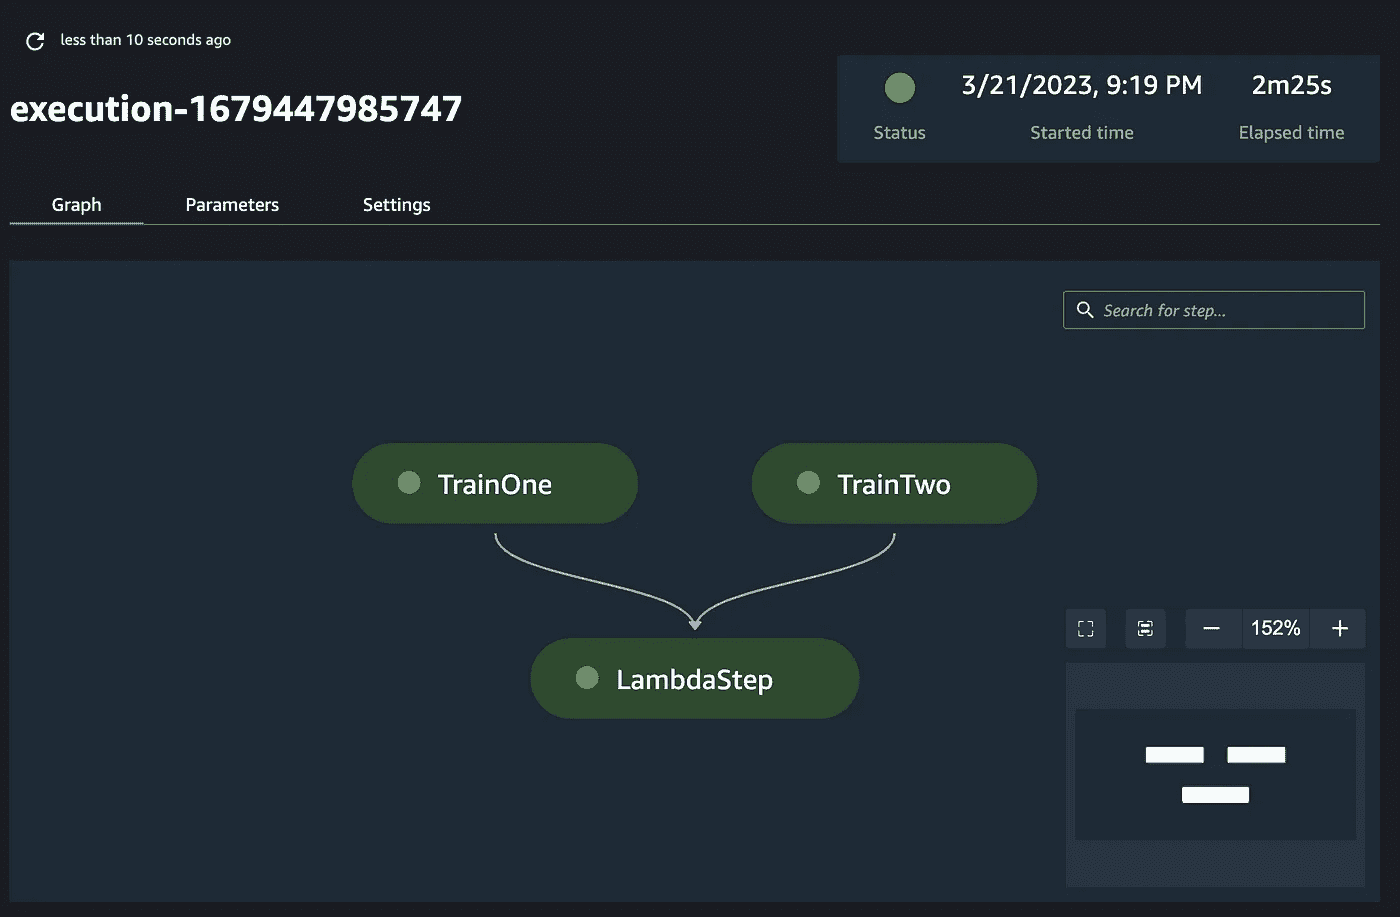 less than 10 seconds ago
execution-1679447985747
3/21/2023, 9:19 PM 2m25s
Status Started time Elapsed time
Graph Parameters Settings
Search for step...
TrainOne TrainTwo
LambdaStep
152%